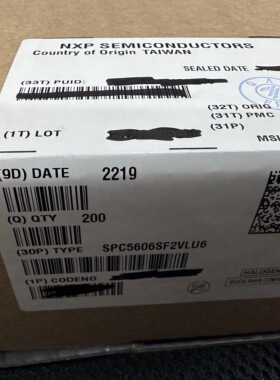 NXP SEMICONDUCTORS
Country of Origin TAIWAN
SEALED DATE
(33T) PUID:
(32T) ORIG
(31T) PMC
(31P)
(1T) LOT
MSL
(9D) DATE 2219
(Q) QTY 200
(30P) TYPE SPC5606SF2VLU6
(1P) CODENO
HALOGEN